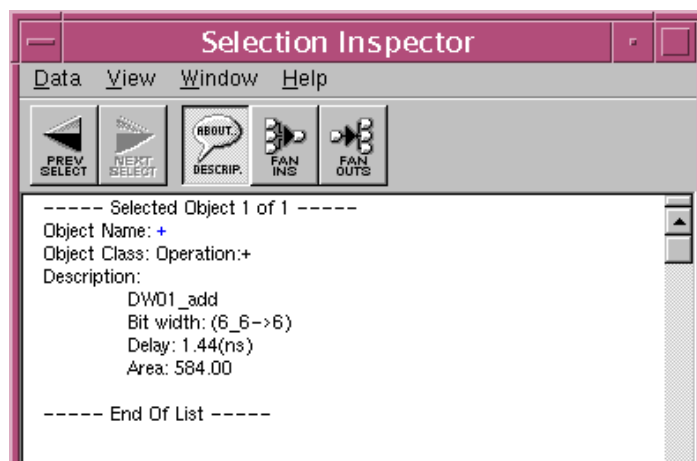 Selection Inspector
Data View Window Help
PREV SELECT
NEXT SELECT
ABOUT.. DESCRIP.
FAN INS
FAN OUTS
----- Selected Object 1 of 1 -----
Object Name: +
Object Class: Operation:+
Description:
DW01_add
Bit width: (6_6->6)
Delay: 1.44(ns)
Area: 584.00
----- End Of List -----